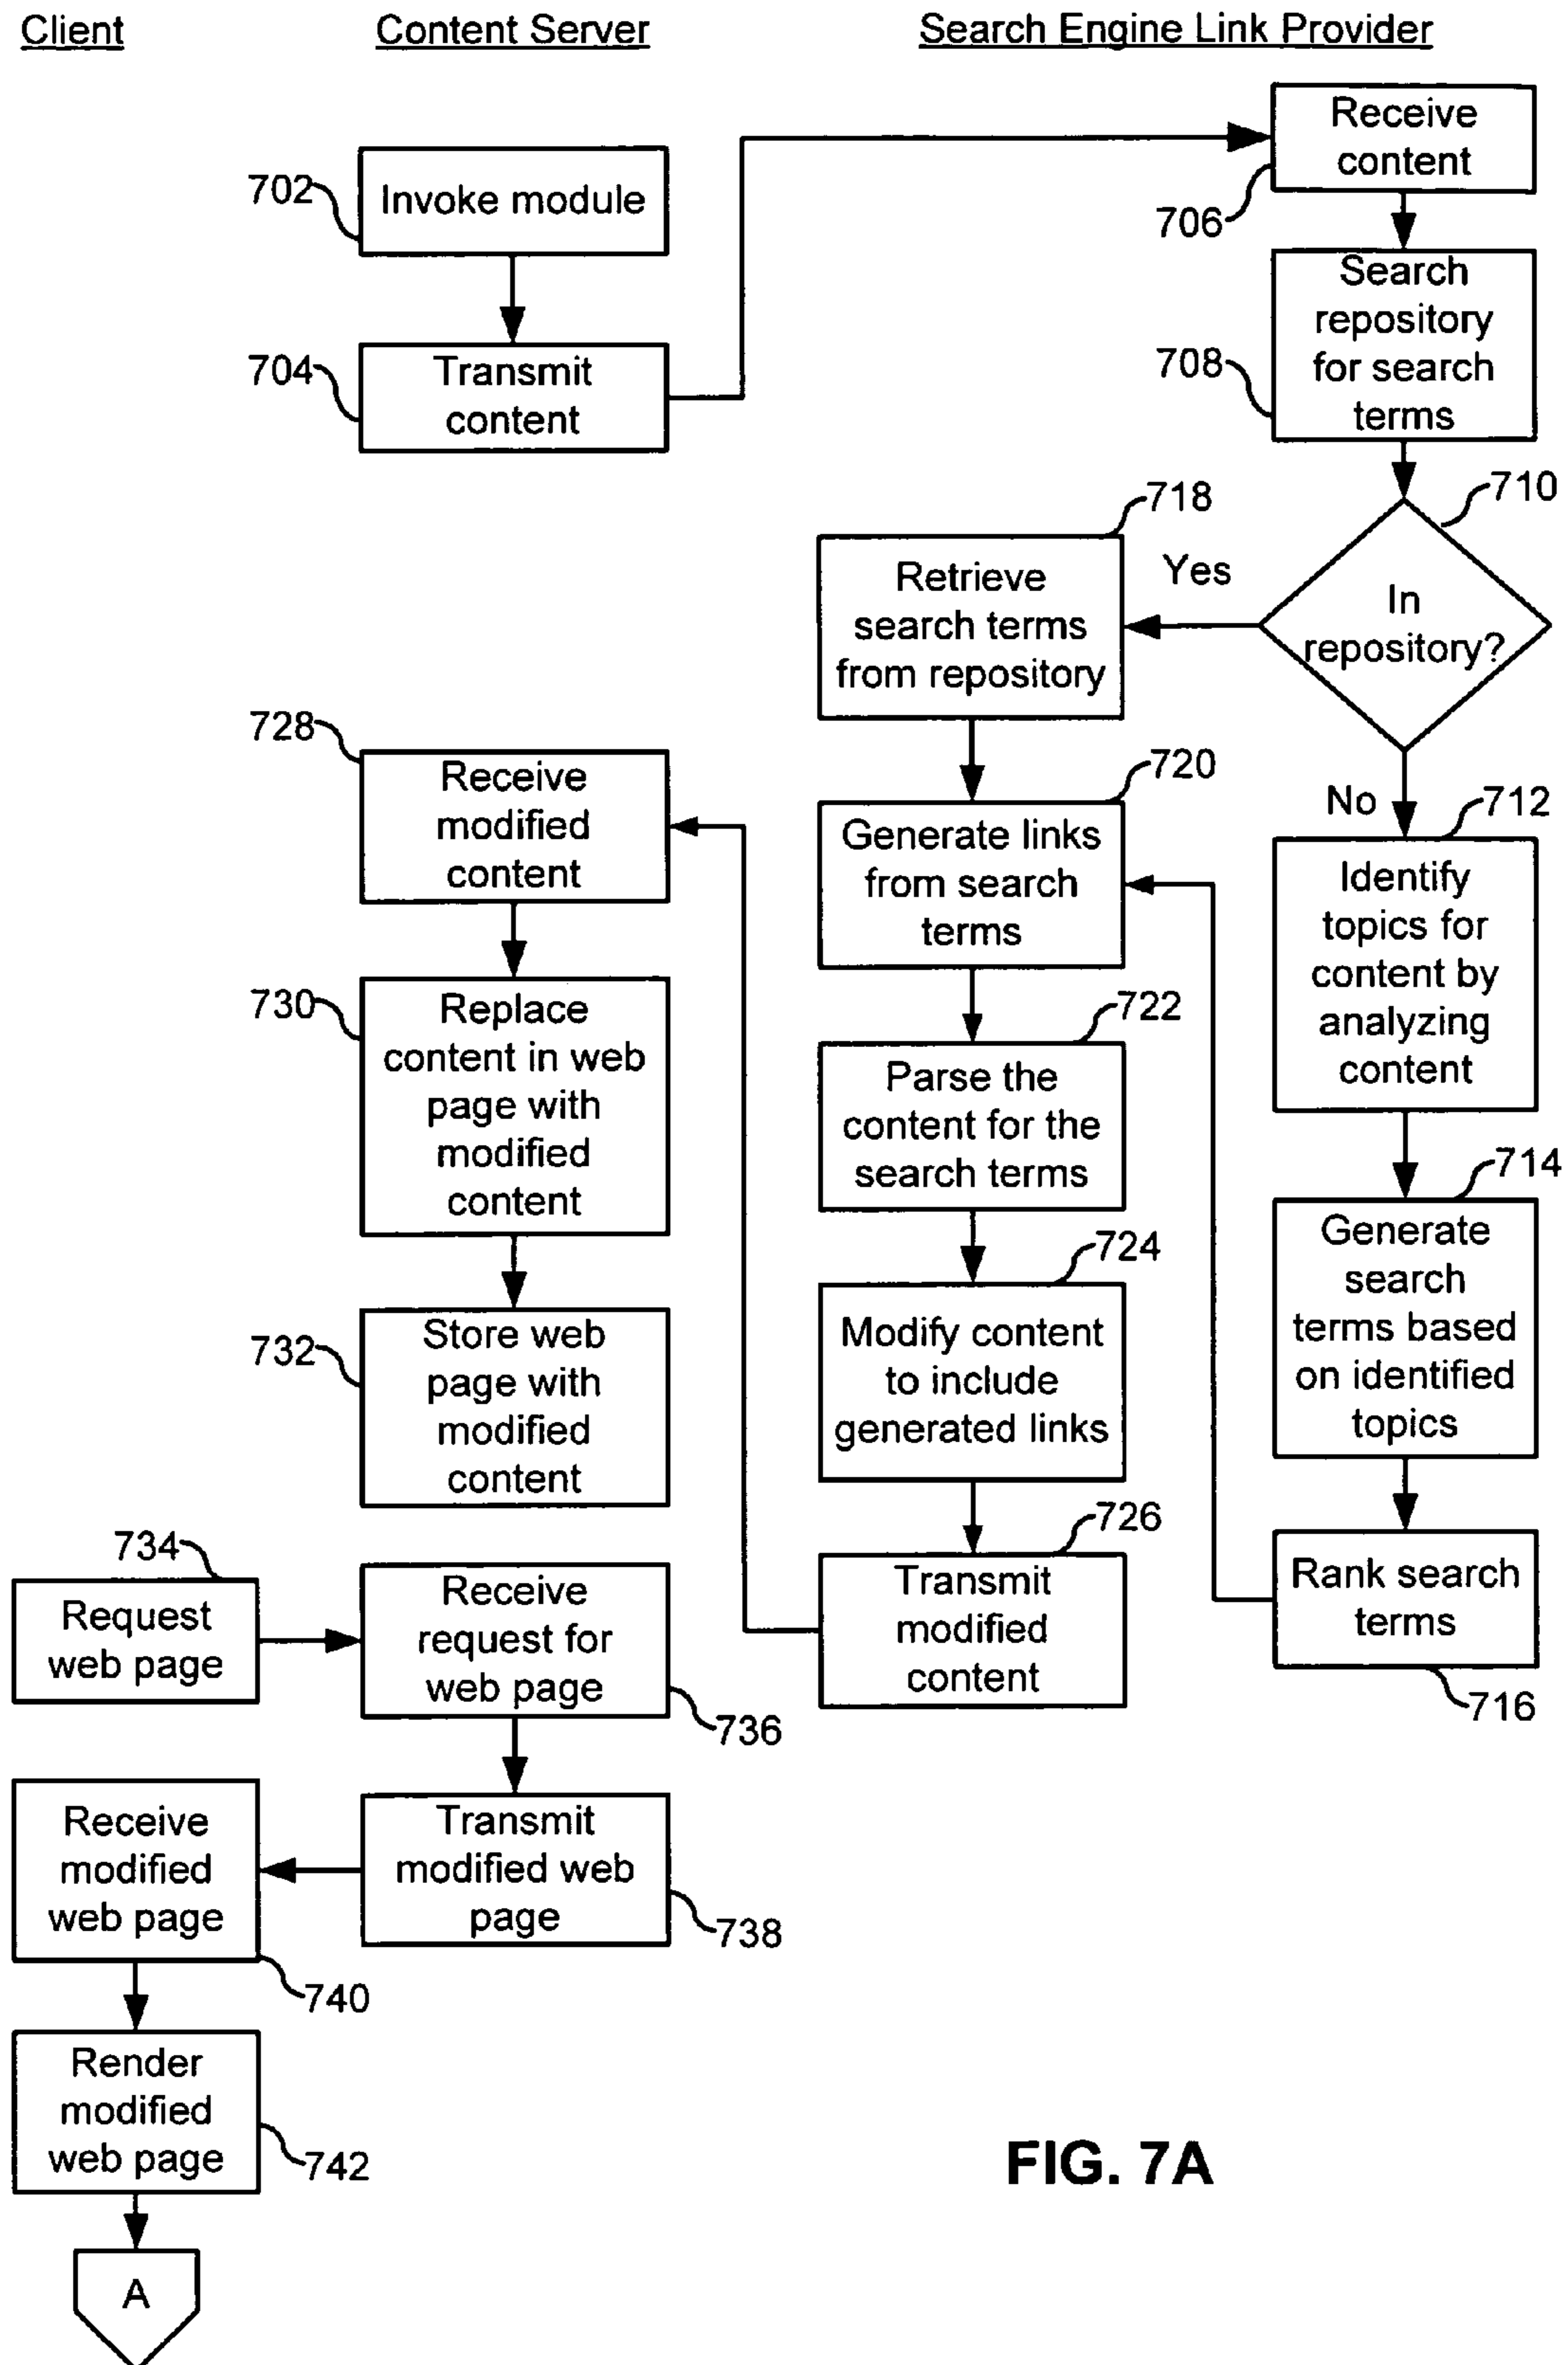 Client
Content Server
Search Engine Link Provider
702
Invoke module
704
Transmit
content
Receive
content
706
Search
repository
for search
terms
708
710
In
repository?
Yes
No
718
Retrieve
search terms
from repository
712
Identify
topics for
content by
analyzing
content
714
Generate
search
terms based
on identified
topics
Rank search
terms
716
720
Generate links
from search
terms
722
Parse the
content for the
search terms
724
Modify content
to include
generated links
726
Transmit
modified
content
728
Receive
modified
content
730
Replace
content in web
page with
modified
content
732
Store web
page with
modified
content
734
Request
web page
Receive
request for
web page
736
Transmit
modified web
page
738
Receive
modified
web page
740
Render
modified
web page
742
A
FIG. 7A